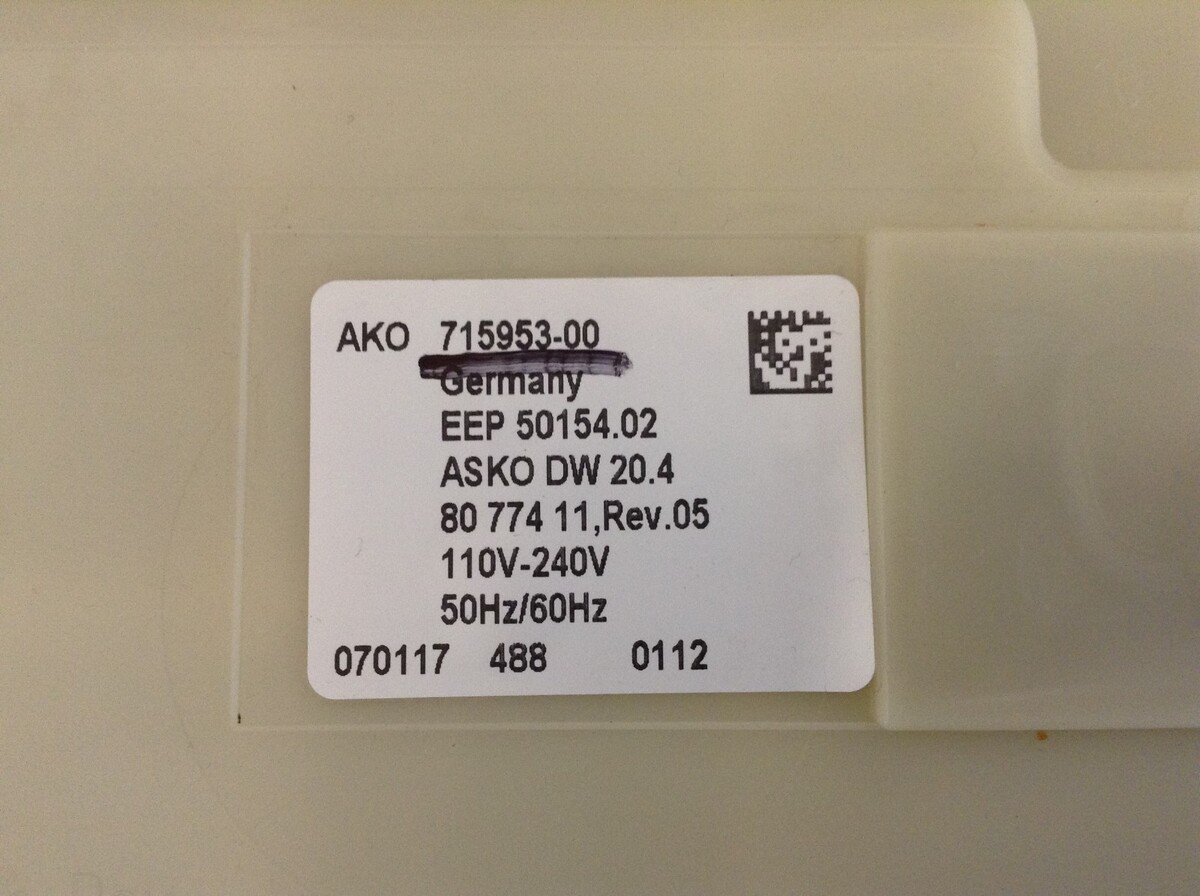 AKO 715953-00
Germany
EEP 50154.02
ASKO DW 20.4
80 774 11,Rev.05
110V-240V
50Hz/60Hz
070117 488 0112